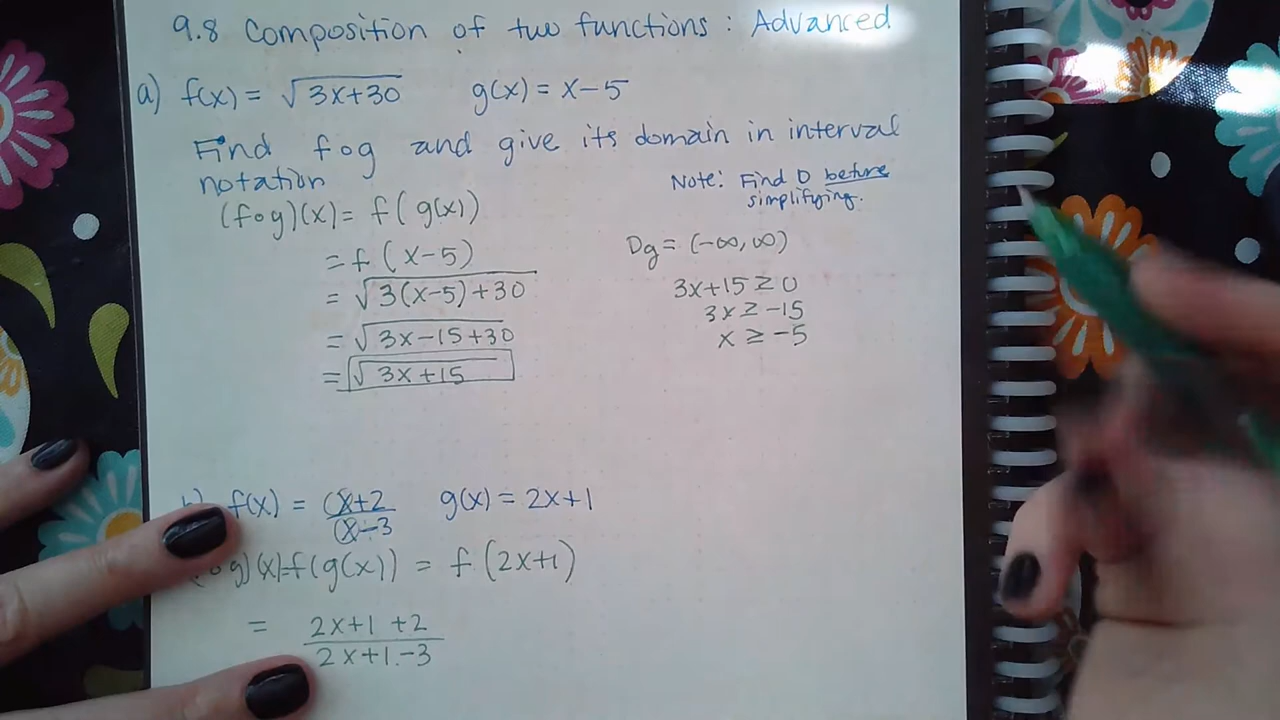 9.8 Composition of two functions : Advanced
a) f(x) = √3x+30 g(x) = x-5
Find fog and give its domain in interval
notation
Note: Find D before
simplifying.
(fog)(x) = f(g(x))
= f(x-5)
= √3(x-5)+30
= √3x-15+30
= √3x+15
Dg = (-∞,∞)
3x+15 ≥ 0
3x ≥ -15
x ≥ -5
f(x) = (x+2 / (x-3 g(x) = 2x+1
g)(x)=f(g(x)) = f(2x+1)
= 2x+1+2 / 2x+1-3